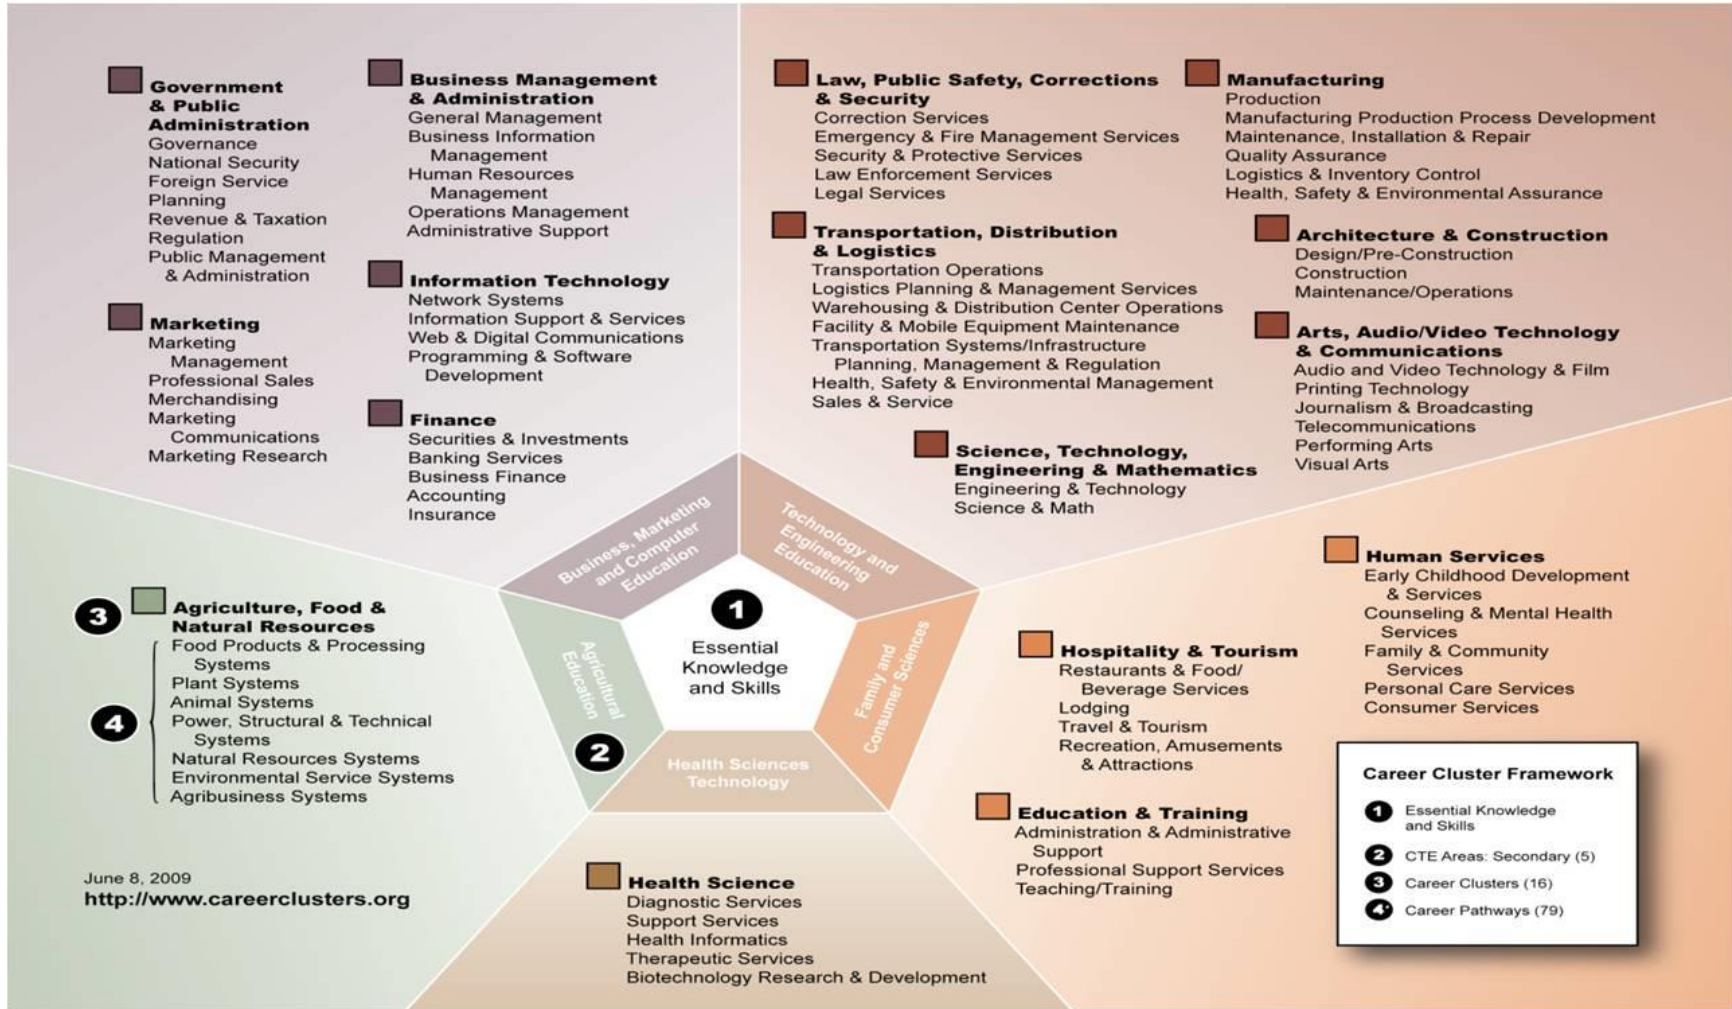 Government
& Public
Administration
Governance
National Security
Foreign Service
Planning
Revenue & Taxation
Regulation
Public Management
& Administration
Marketing
Marketing
Management
Professional Sales
Merchandising
Marketing
Communications
Marketing Research
Business Management
& Administration
General Management
Business Information
Management
Human Resources
Management
Operations Management
Administrative Support
Information Technology
Network Systems
Information Support & Services
Web & Digital Communications
Programming & Software
Development
Finance
Securities & Investments
Banking Services
Business Finance
Accounting
Insurance
Law, Public Safety, Corrections
& Security
Correction Services
Emergency & Fire Management Services
Security & Protective Services
Law Enforcement Services
Legal Services
Transportation, Distribution
& Logistics
Transportation Operations
Logistics Planning & Management Services
Warehousing & Distribution Center Operations
Facility & Mobile Equipment Maintenance
Transportation Systems/Infrastructure
Planning, Management & Regulation
Health, Safety & Environmental Management
Sales & Service
Science, Technology,
Engineering & Mathematics
Engineering & Technology
Science & Math
Manufacturing
Production
Manufacturing Production Process Development
Maintenance, Installation & Repair
Quality Assurance
Logistics & Inventory Control
Health, Safety & Environmental Assurance
Architecture & Construction
Design/Pre-Construction
Construction
Maintenance/Operations
Arts, Audio/Video Technology
& Communications
Audio and Video Technology & Film
Printing Technology
Journalism & Broadcasting
Telecommunications
Performing Arts
Visual Arts
Business, Marketing
and Computer
Education
Technology and
Engineering
Education
1
Essential
Knowledge
and Skills
Agricultural
Education
2
Family and
Consumer Sciences
Health Sciences
Technology
3
Agriculture, Food &
Natural Resources
4
Food Products & Processing
Systems
Plant Systems
Animal Systems
Power, Structural & Technical
Systems
Natural Resources Systems
Environmental Service Systems
Agribusiness Systems
June 8, 2009
http://www.careerclusters.org
Health Science
Diagnostic Services
Support Services
Health Informatics
Therapeutic Services
Biotechnology Research & Development
Hospitality & Tourism
Restaurants & Food/
Beverage Services
Lodging
Travel & Tourism
Recreation, Amusements
& Attractions
Education & Training
Administration & Administrative
Support
Professional Support Services
Teaching/Training
Human Services
Early Childhood Development
& Services
Counseling & Mental Health
Services
Family & Community
Services
Personal Care Services
Consumer Services
Career Cluster Framework
1 Essential Knowledge
and Skills
2 CTE Areas: Secondary (5)
3 Career Clusters (16)
4 Career Pathways (79)